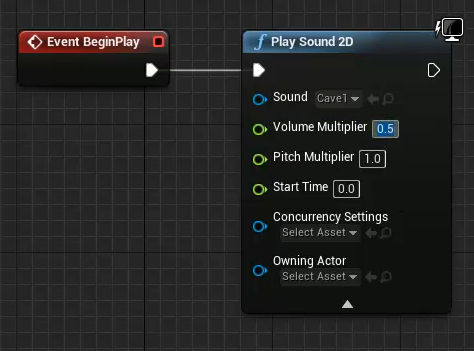 Event BeginPlay
f Play Sound 2D
Sound Cave1
Volume Multiplier 0.5
Pitch Multiplier 1.0
Start Time 0.0
Concurrency Settings
Select Asset
Owning Actor
Select Asset